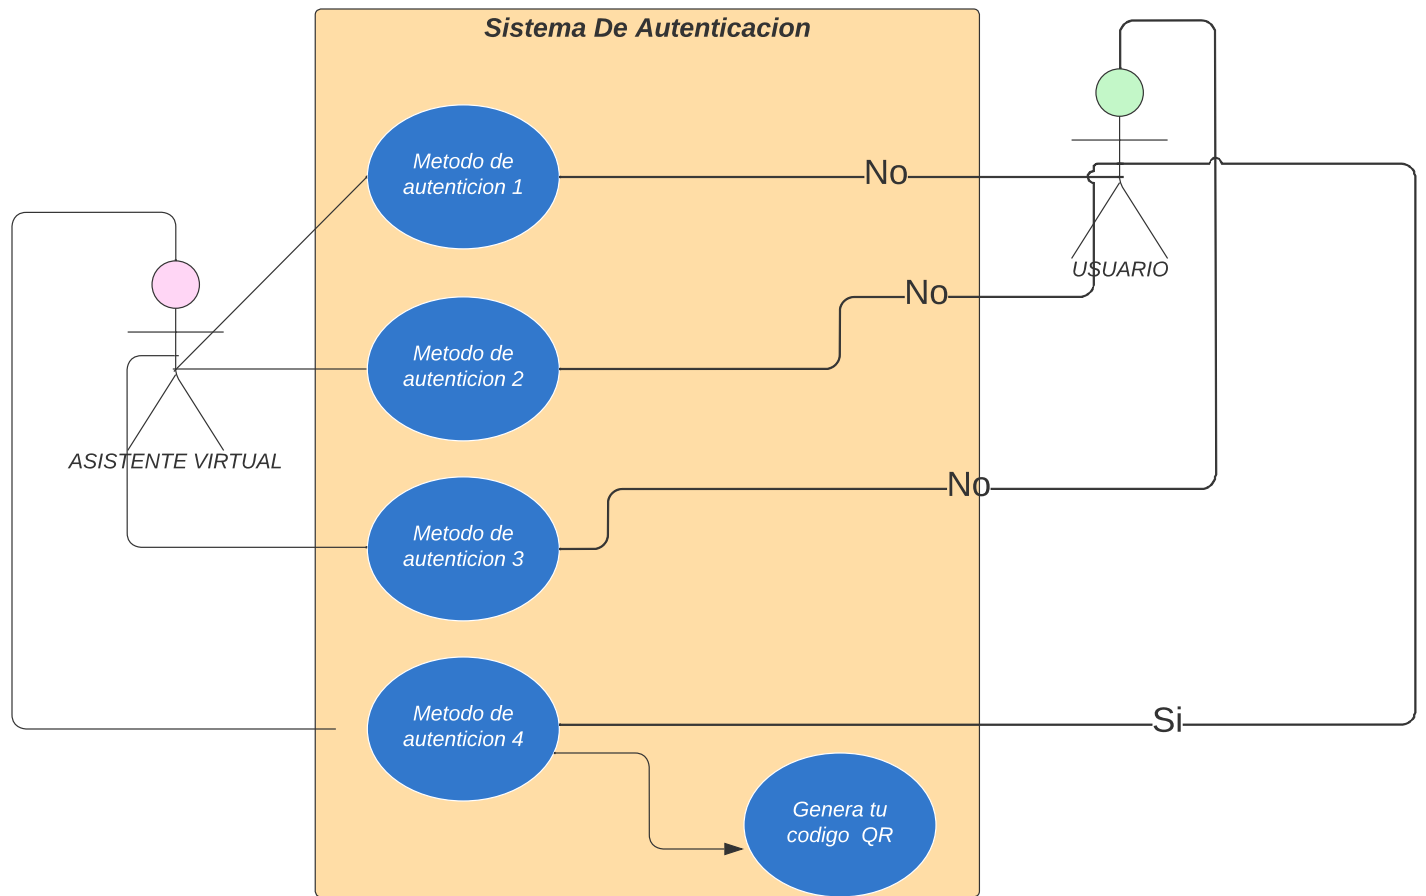 Sistema De Autenticacion
Metodo de
autenticion 1
No
USUARIO
No
Metodo de
autenticion 2
ASISTENTE VIRTUAL
No
Metodo de
autenticion 3
Metodo de
autenticion 4
Si
Genera tu
codigo  QR